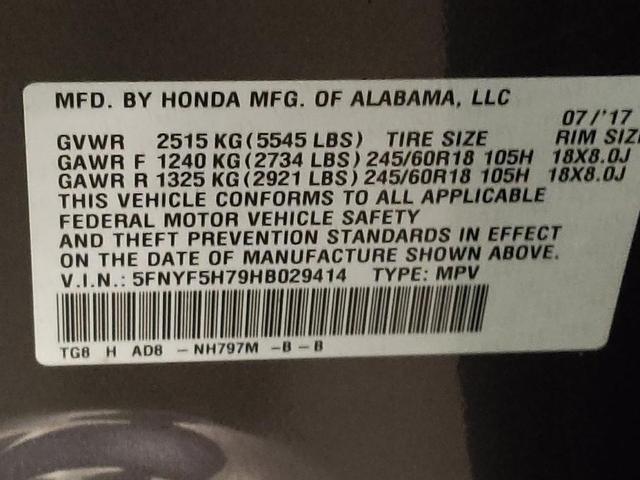 MFD. BY HONDA MFG. OF ALABAMA, LLC
07/'17
GVWR 2515 KG (5545 LBS) TIRE SIZE RIM SIZE
GAWR F 1240 KG (2734 LBS) 245/60R18 105H 18X8.0J
GAWR R 1325 KG (2921 LBS) 245/60R18 105H 18X8.0J
THIS VEHICLE CONFORMS TO ALL APPLICABLE
FEDERAL MOTOR VEHICLE SAFETY
AND THEFT PREVENTION STANDARDS IN EFFECT
ON THE DATE OF MANUFACTURE SHOWN ABOVE.
V.I.N.: 5FNYF5H79HB029414 TYPE: MPV
TG8 H AD8 - NH797M -B - B